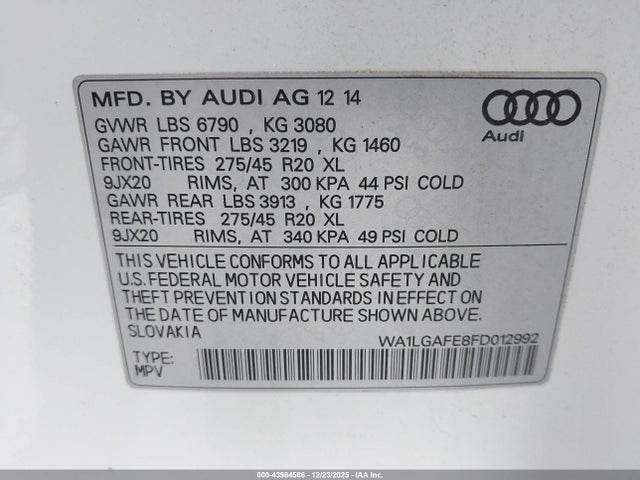 MFD. BY AUDI AG 12 14
GVWR LBS 6790 , KG 3080
GAWR FRONT LBS 3219 , KG 1460
FRONT-TIRES 275/45 R20 XL
9JX20 RIMS, AT 300 KPA 44 PSI COLD
GAWR REAR LBS 3913 , KG 1775
REAR-TIRES 275/45 R20 XL
9JX20 RIMS, AT 340 KPA 49 PSI COLD
Audi
THIS VEHICLE CONFORMS TO ALL APPLICABLE
U.S. FEDERAL MOTOR VEHICLE SAFETY AND
THEFT PREVENTION STANDARDS IN EFFECT ON
THE DATE OF MANUFACTURE SHOWN ABOVE.
SLOVAKIA
WA1LGAFE8FD012992
TYPE:
MPV
000-43984586 - 12/23/2025 - IAA Inc.